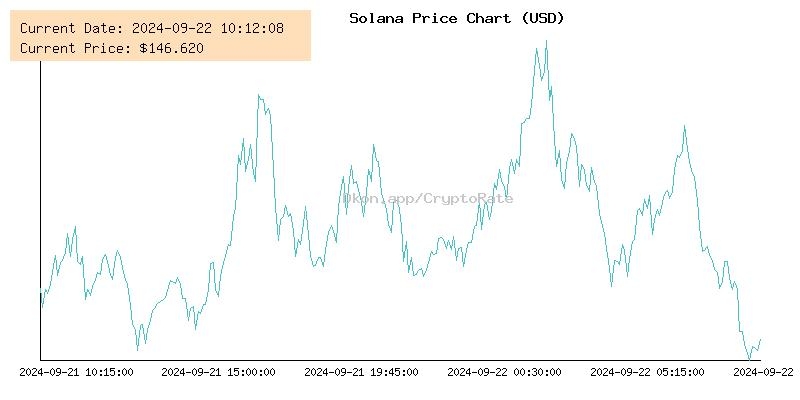 Solana Price Chart (USD)
Current Date: 2024-09-22 10:12:08
Current Price: $146.620
Dkon.app/CryptoRate
2024-09-21 10:15:00 2024-09-21 15:00:00 2024-09-21 19:45:00 2024-09-22 00:30:00 2024-09-22 05:15:00 2024-09-22